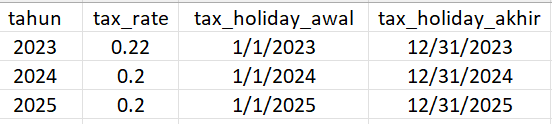 tahun tax_rate tax_holiday_awal tax_holiday_akhir
2023 0.22 1/1/2023 12/31/2023
2024 0.2 1/1/2024 12/31/2024
2025 0.2 1/1/2025 12/31/2025